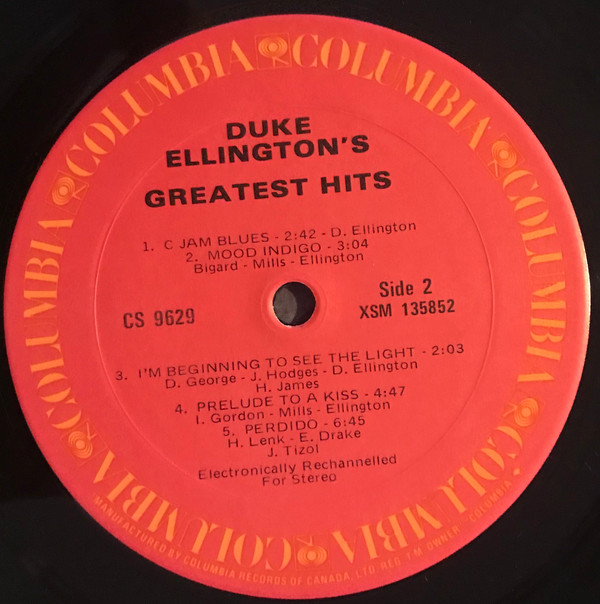 COLUMBIA COLUMBIA COLUMBIA COLUMBIA COLUMBIA COLUMBIA
DUKE
ELLINGTON'S
GREATEST HITS
1. C JAM BLUES - 2:42 - D. Ellington
2. MOOD INDIGO - 3:04
Bigard - Mills - Ellington
CS 9629
Side 2
XSM 135852
3. I'M BEGINNING TO SEE THE LIGHT - 2:03
D. George - J. Hodges - D. Ellington
H. James
4. PRELUDE TO A KISS - 4:47
I. Gordon - Mills - Ellington
5. PERDIDO - 6:45
H. Lenk - E. Drake
J. Tizol
Electronically Rechannelled
For Stereo
MANUFACTURED BY COLUMBIA RECORDS OF CANADA, LTD. REG. T.M. OWNER COLUMBIA